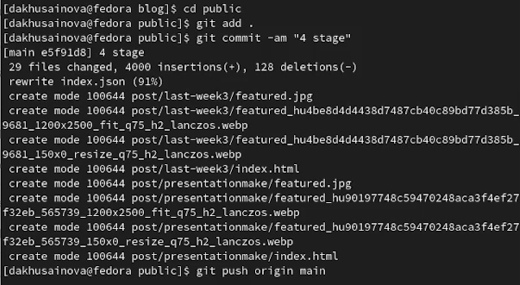 [dakhusainova@fedora blog]$ cd public
[dakhusainova@fedora public]$ git add .
[dakhusainova@fedora public]$ git commit -am "4 stage"
[main e5f91d8] 4 stage
 29 files changed, 4000 insertions(+), 128 deletions(-)
 rewrite index.json (91%)
 create mode 100644 post/last-week3/featured.jpg
 create mode 100644 post/last-week3/featured_hu4be8d4d4438d7487cb40c89bd77d385b_
9681_1200x2500_fit_q75_h2_lanczos.webp
 create mode 100644 post/last-week3/featured_hu4be8d4d4438d7487cb40c89bd77d385b_
9681_150x0_resize_q75_h2_lanczos.webp
 create mode 100644 post/last-week3/index.html
 create mode 100644 post/presentationmake/featured.jpg
 create mode 100644 post/presentationmake/featured_hu90197748c59470248aca3f4ef27
f32eb_565739_1200x2500_fit_q75_h2_lanczos.webp
 create mode 100644 post/presentationmake/featured_hu90197748c59470248aca3f4ef27
f32eb_565739_150x0_resize_q75_h2_lanczos.webp
 create mode 100644 post/presentationmake/index.html
[dakhusainova@fedora public]$ git push origin main